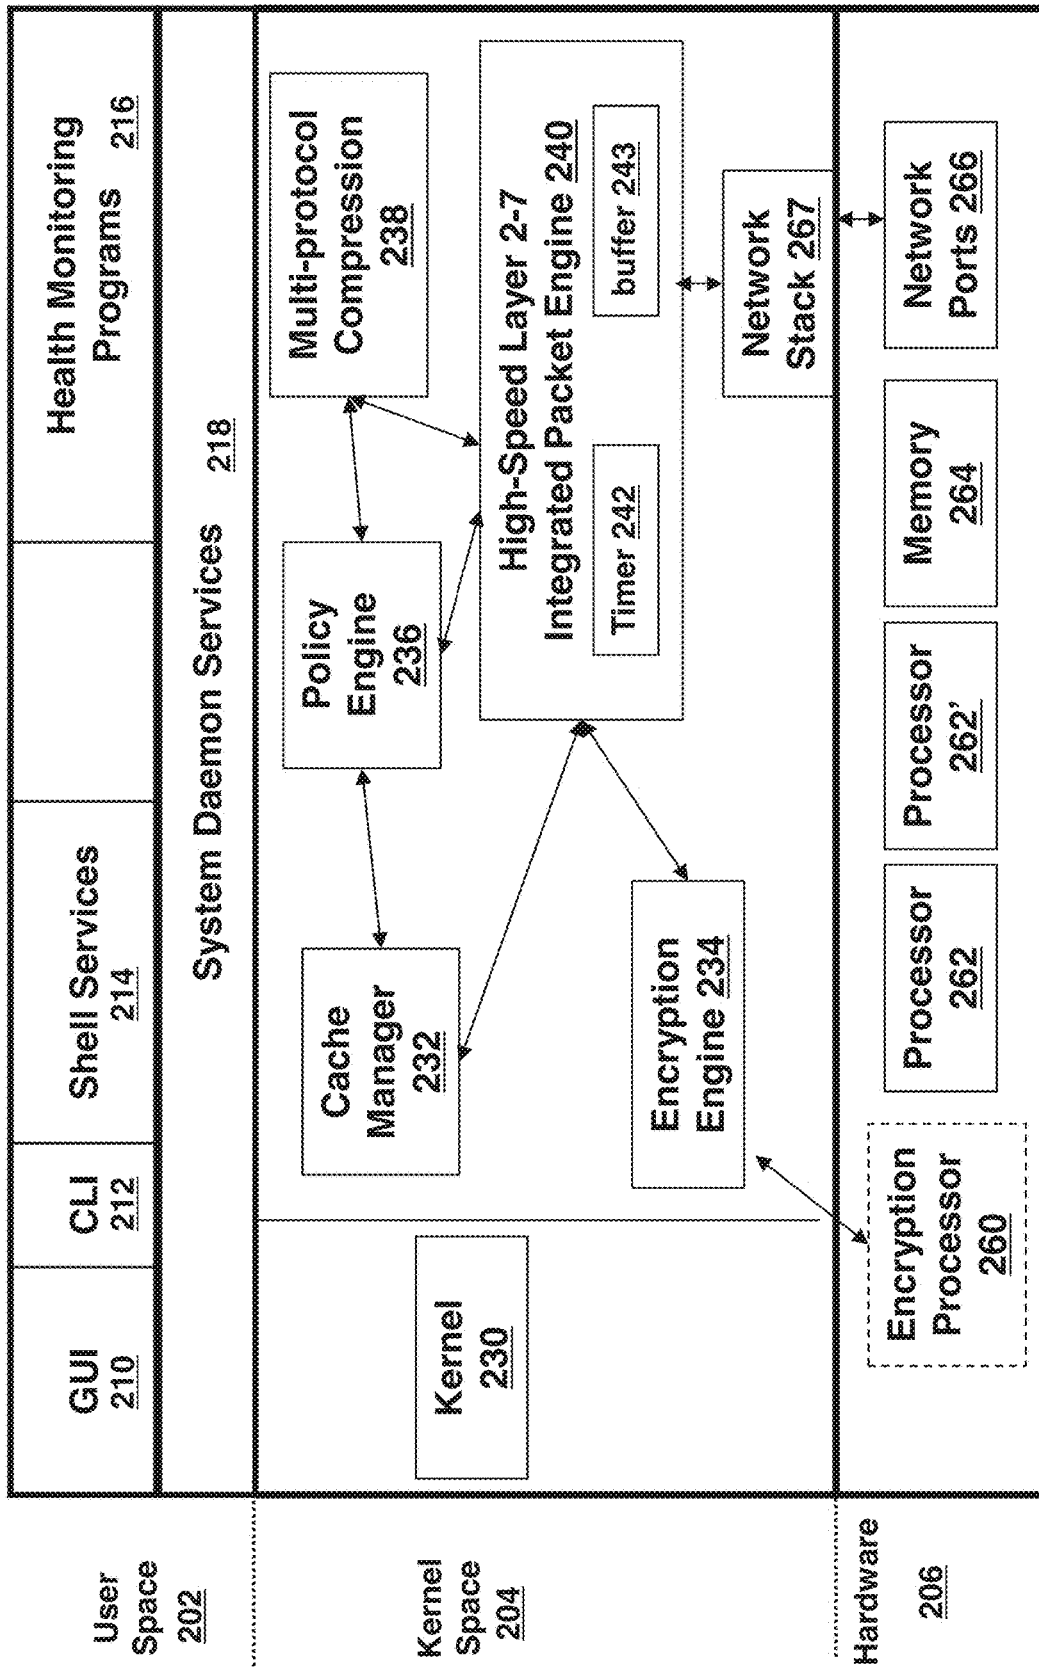 User
Space
202
GUI
210
CLI
212
Shell Services
214
Health Monitoring
Programs 216
System Daemon Services 218
Kernel
Space
204
Kernel
230
Cache
Manager
232
Policy
Engine
236
Multi-protocol
Compression
238
High-Speed Layer 2-7
Integrated Packet Engine 240
Timer 242
buffer 243
Encryption
Engine 234
Network
Stack 267
Hardware
206
Encryption
Processor
260
Processor
262
Processor
262'
Memory
264
Network
Ports 266